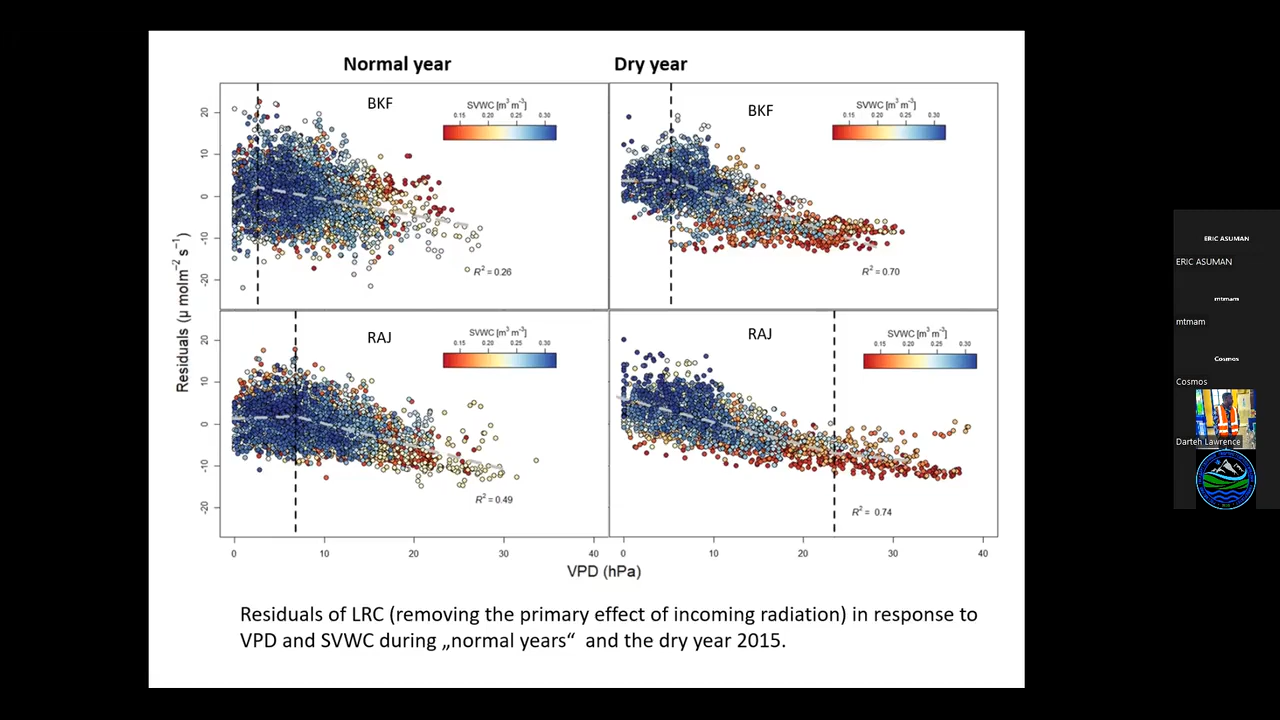 Normal year
Dry year
BKF
SVWC [m³ m⁻³]
0.15 0.20 0.25 0.30
R² = 0.26
BKF
SVWC [m³ m⁻³]
0.15 0.20 0.25 0.30
R² = 0.70
RAJ
SVWC [m³ m⁻³]
0.15 0.20 0.25 0.30
R² = 0.49
RAJ
SVWC [m³ m⁻³]
0.15 0.20 0.25 0.30
R² = 0.74
20
10
0
-10
-20
20
10
0
-10
-20
Residuals (μ molm⁻² s⁻¹)
0 10 20 30 40
0 10 20 30 40
VPD (hPa)
Residuals of LRC (removing the primary effect of incoming radiation) in response to
VPD and SVWC during „normal years“ and the dry year 2015.
ERIC ASUMAN
ERIC ASUMAN
mtmam
mtmam
Cosmos
Cosmos
Darteh Lawrence